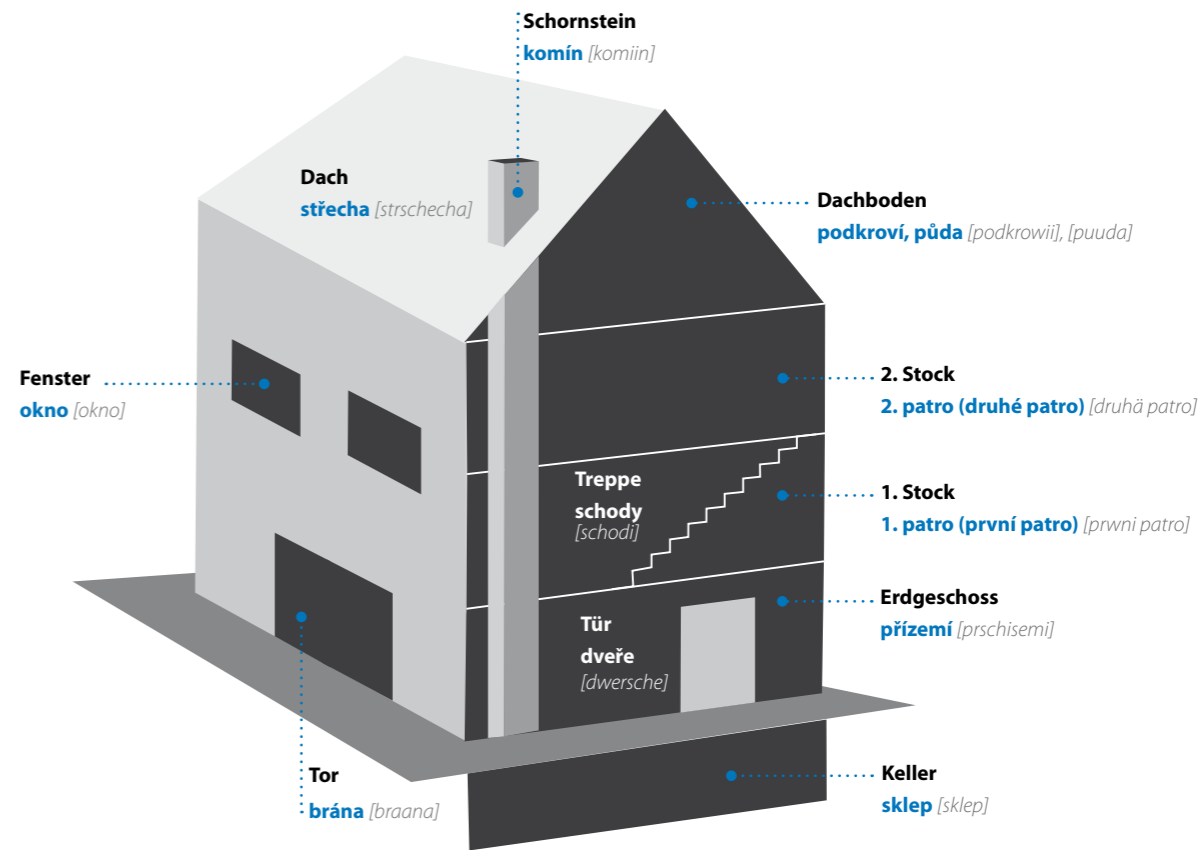 Schornstein
komín [komiin]
Dach
střecha [strschecha]
Dachboden
podkroví, půda [podkrowii], [puuda]
Fenster
okno [okno]
2. Stock
2. patro (druhé patro) [druhä patro]
Treppe
schody
[schodi]
1. Stock
1. patro (první patro) [prwni patro]
Erdgeschoss
přízemí [prschisemi]
Tür
dveře
[dwersche]
Tor
brána [braana]
Keller
sklep [sklep]